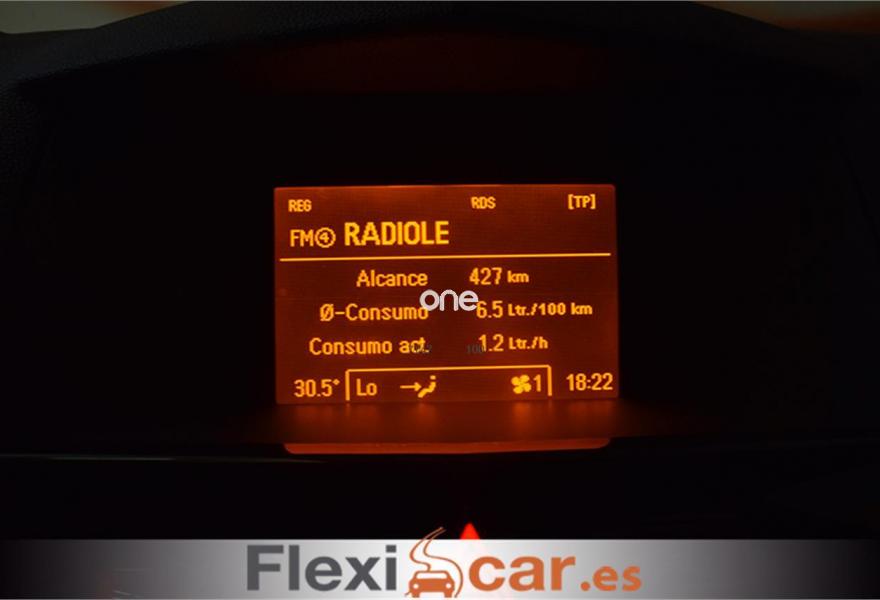 REG RDS [TP]
FM④ RADIOLE
Alcance 427 km
one
Ø-Consumo 6.5 Ltr./100 km
Consumo act. 1.2 Ltr./h
30.5° Lo 1 18:22
Flexicar.es